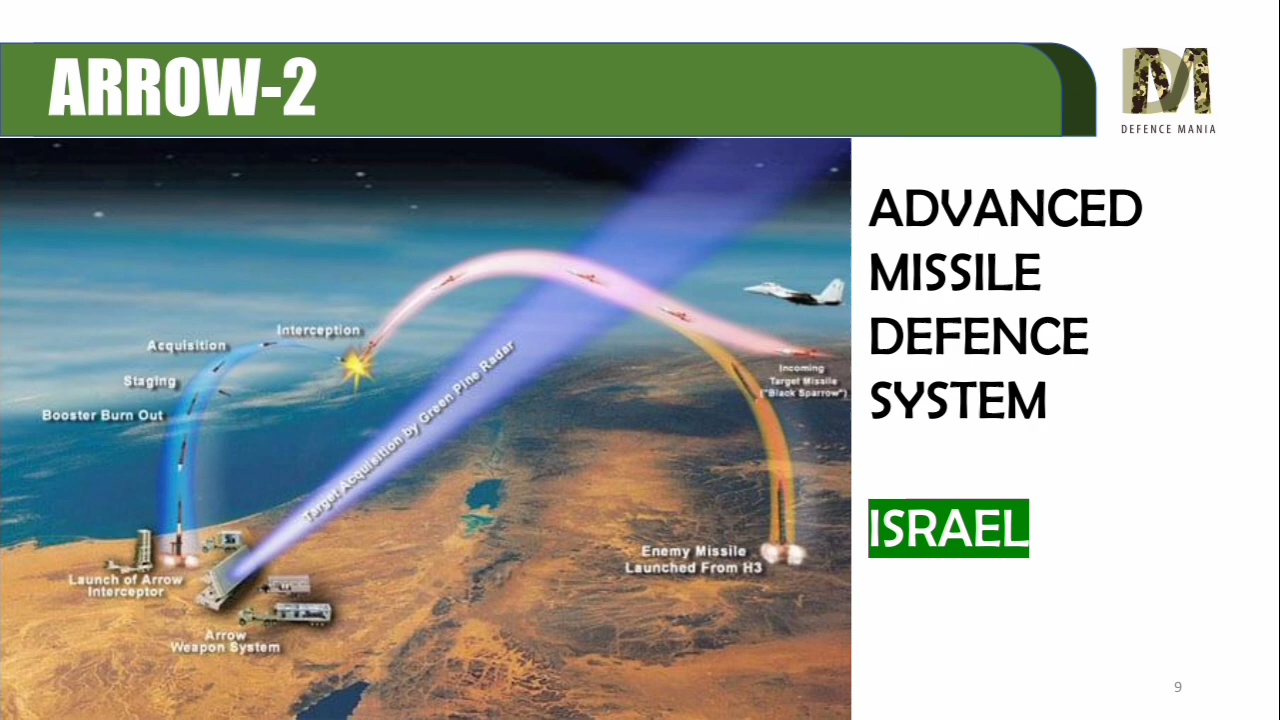 ARROW-2
DM
DEFENCE MANIA
ADVANCED
MISSILE
DEFENCE
SYSTEM
ISRAEL
Interception
Acquisition
Staging
Booster Burn Out
Target Acquisition by Green Pine Radar
Incoming
Target Missile
("Black Sparrow")
Enemy Missile
Launched From H3
Launch of Arrow
Interceptor
Arrow
Weapon System
9